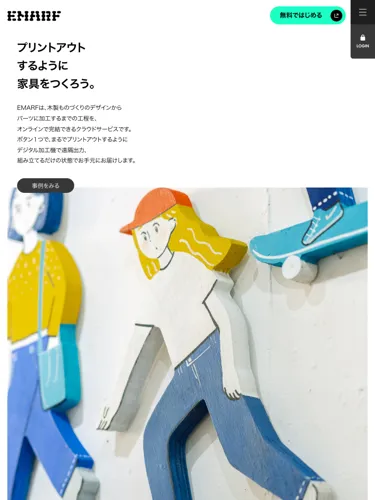 EMARF
無料ではじめる
LOGIN
プリントアウト
するように
家具をつくろう。
EMARFは、木製ものづくりのデザインから
パーツに加工するまでの工程を、
オンラインで完結できるクラウドサービスです。
ボタン1つで、まるでプリントアウトするように
デジタル加工機で遠隔出力、
組み立てるだけの状態でお手元にお届けします。
事例をみる